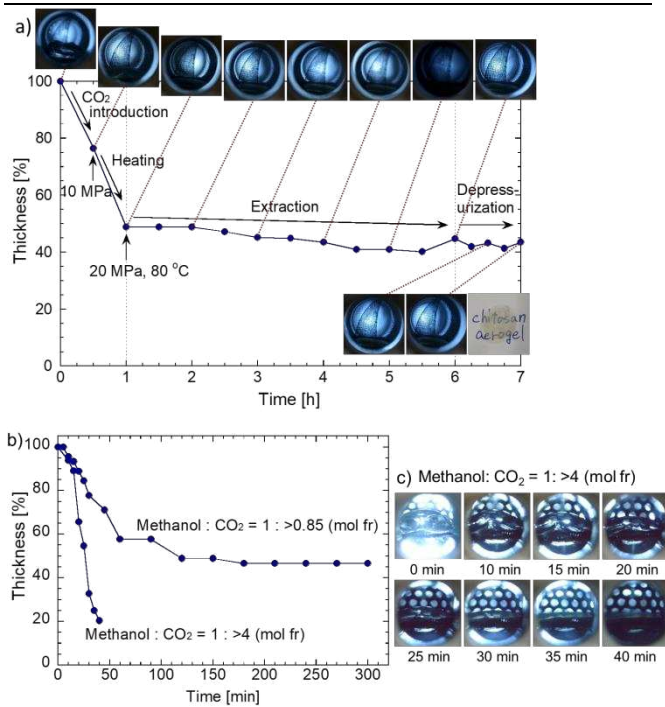 a)
100
80
60
40
20
0
Thickness [%]
CO₂
introduction
Heating
10 MPa
20 MPa, 80 °C
Extraction
Depress-
urization
chitosan
aerogel
0 1 2 3 4 5 6 7
Time [h]
b)
100
80
60
40
20
0
Thickness [%]
Methanol : CO₂ = 1 : >0.85 (mol fr)
Methanol : CO₂ = 1 : >4 (mol fr)
0 50 100 150 200 250 300
Time [min]
c) Methanol: CO₂ = 1 : >4 (mol fr)
0 min 10 min 15 min 20 min
25 min 30 min 35 min 40 min